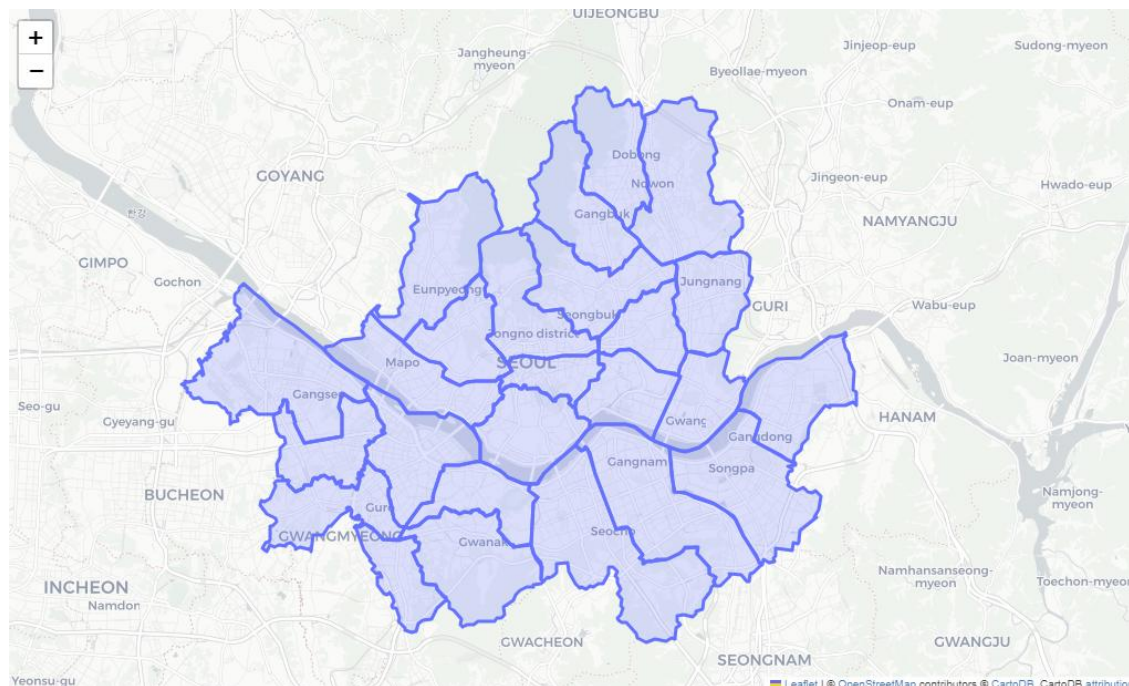 UIJEONGBU
+
−
Jangheung-
myeon
Jinjeop-eup
Sudong-myeon
Byeollae-myeon
Onam-eup
Dobong
Nowon
GOYANG
Jingeon-eup
Hwado-eup
한강
Gangbuk
NAMYANGJU
GIMPO
Gochon
Eunpyeong
Jungnang
GURI
Wabu-eup
Seongbuk
Jongno district
Mapo
SEOUL
Joan-myeon
Gangseo
Seo-gu
Gyeyang-gu
Gwang
HANAM
Gangdong
Gangnam
Songpa
BUCHEON
Namjong-
myeon
Guro
Seocho
GWANGMYEONG
Gwanak
Namhansanseong-
myeon
Toechon-myeon
INCHEON
Namdon
GWACHEON
GWANGJU
SEONGNAM
Yeonsu-gu
Leaflet | © OpenStreetMap contributors © CartoDB, CartoDB attribution